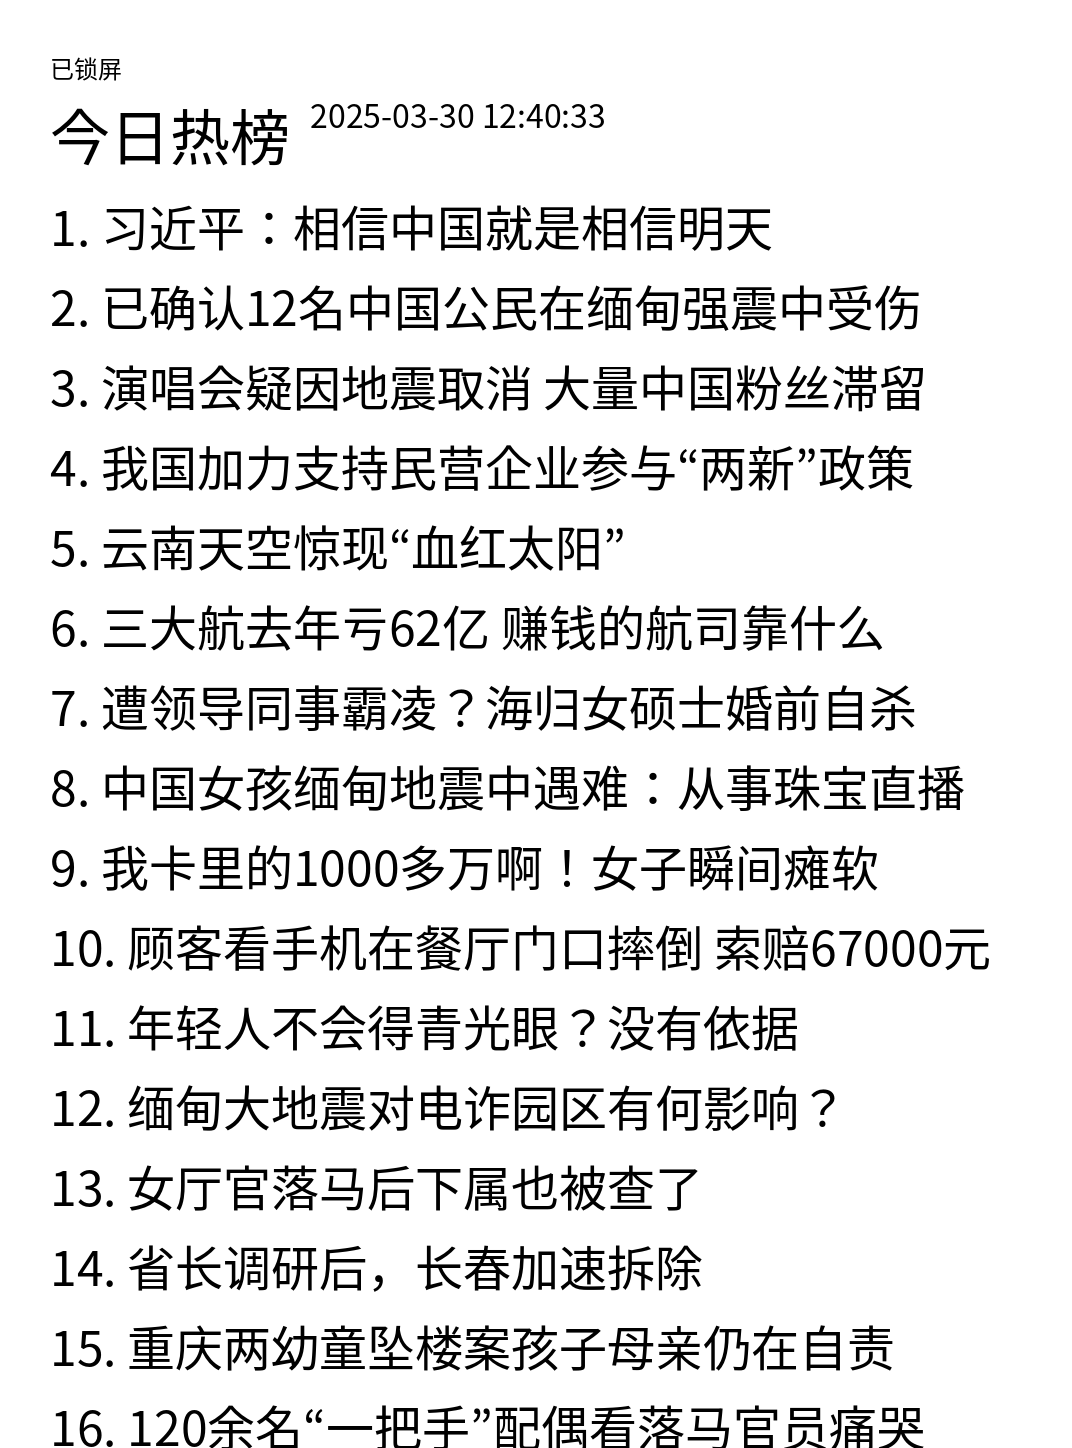 已锁屏
今日热榜 2025-03-30 12:40:33
1. 习近平：相信中国就是相信明天
2. 已确认12名中国公民在缅甸强震中受伤
3. 演唱会疑因地震取消 大量中国粉丝滞留
4. 我国加力支持民营企业参与“两新”政策
5. 云南天空惊现“血红太阳”
6. 三大航去年亏62亿 赚钱的航司靠什么
7. 遭领导同事霸凌？海归女硕士婚前自杀
8. 中国女孩缅甸地震中遇难：从事珠宝直播
9. 我卡里的1000多万啊！女子瞬间瘫软
10. 顾客看手机在餐厅门口摔倒 索赔67000元
11. 年轻人不会得青光眼？没有依据
12. 缅甸大地震对电诈园区有何影响？
13. 女厅官落马后下属也被查了
14. 省长调研后，长春加速拆除
15. 重庆两幼童坠楼案孩子母亲仍在自责
16. 120余名“一把手”配偶看落马官员痛哭